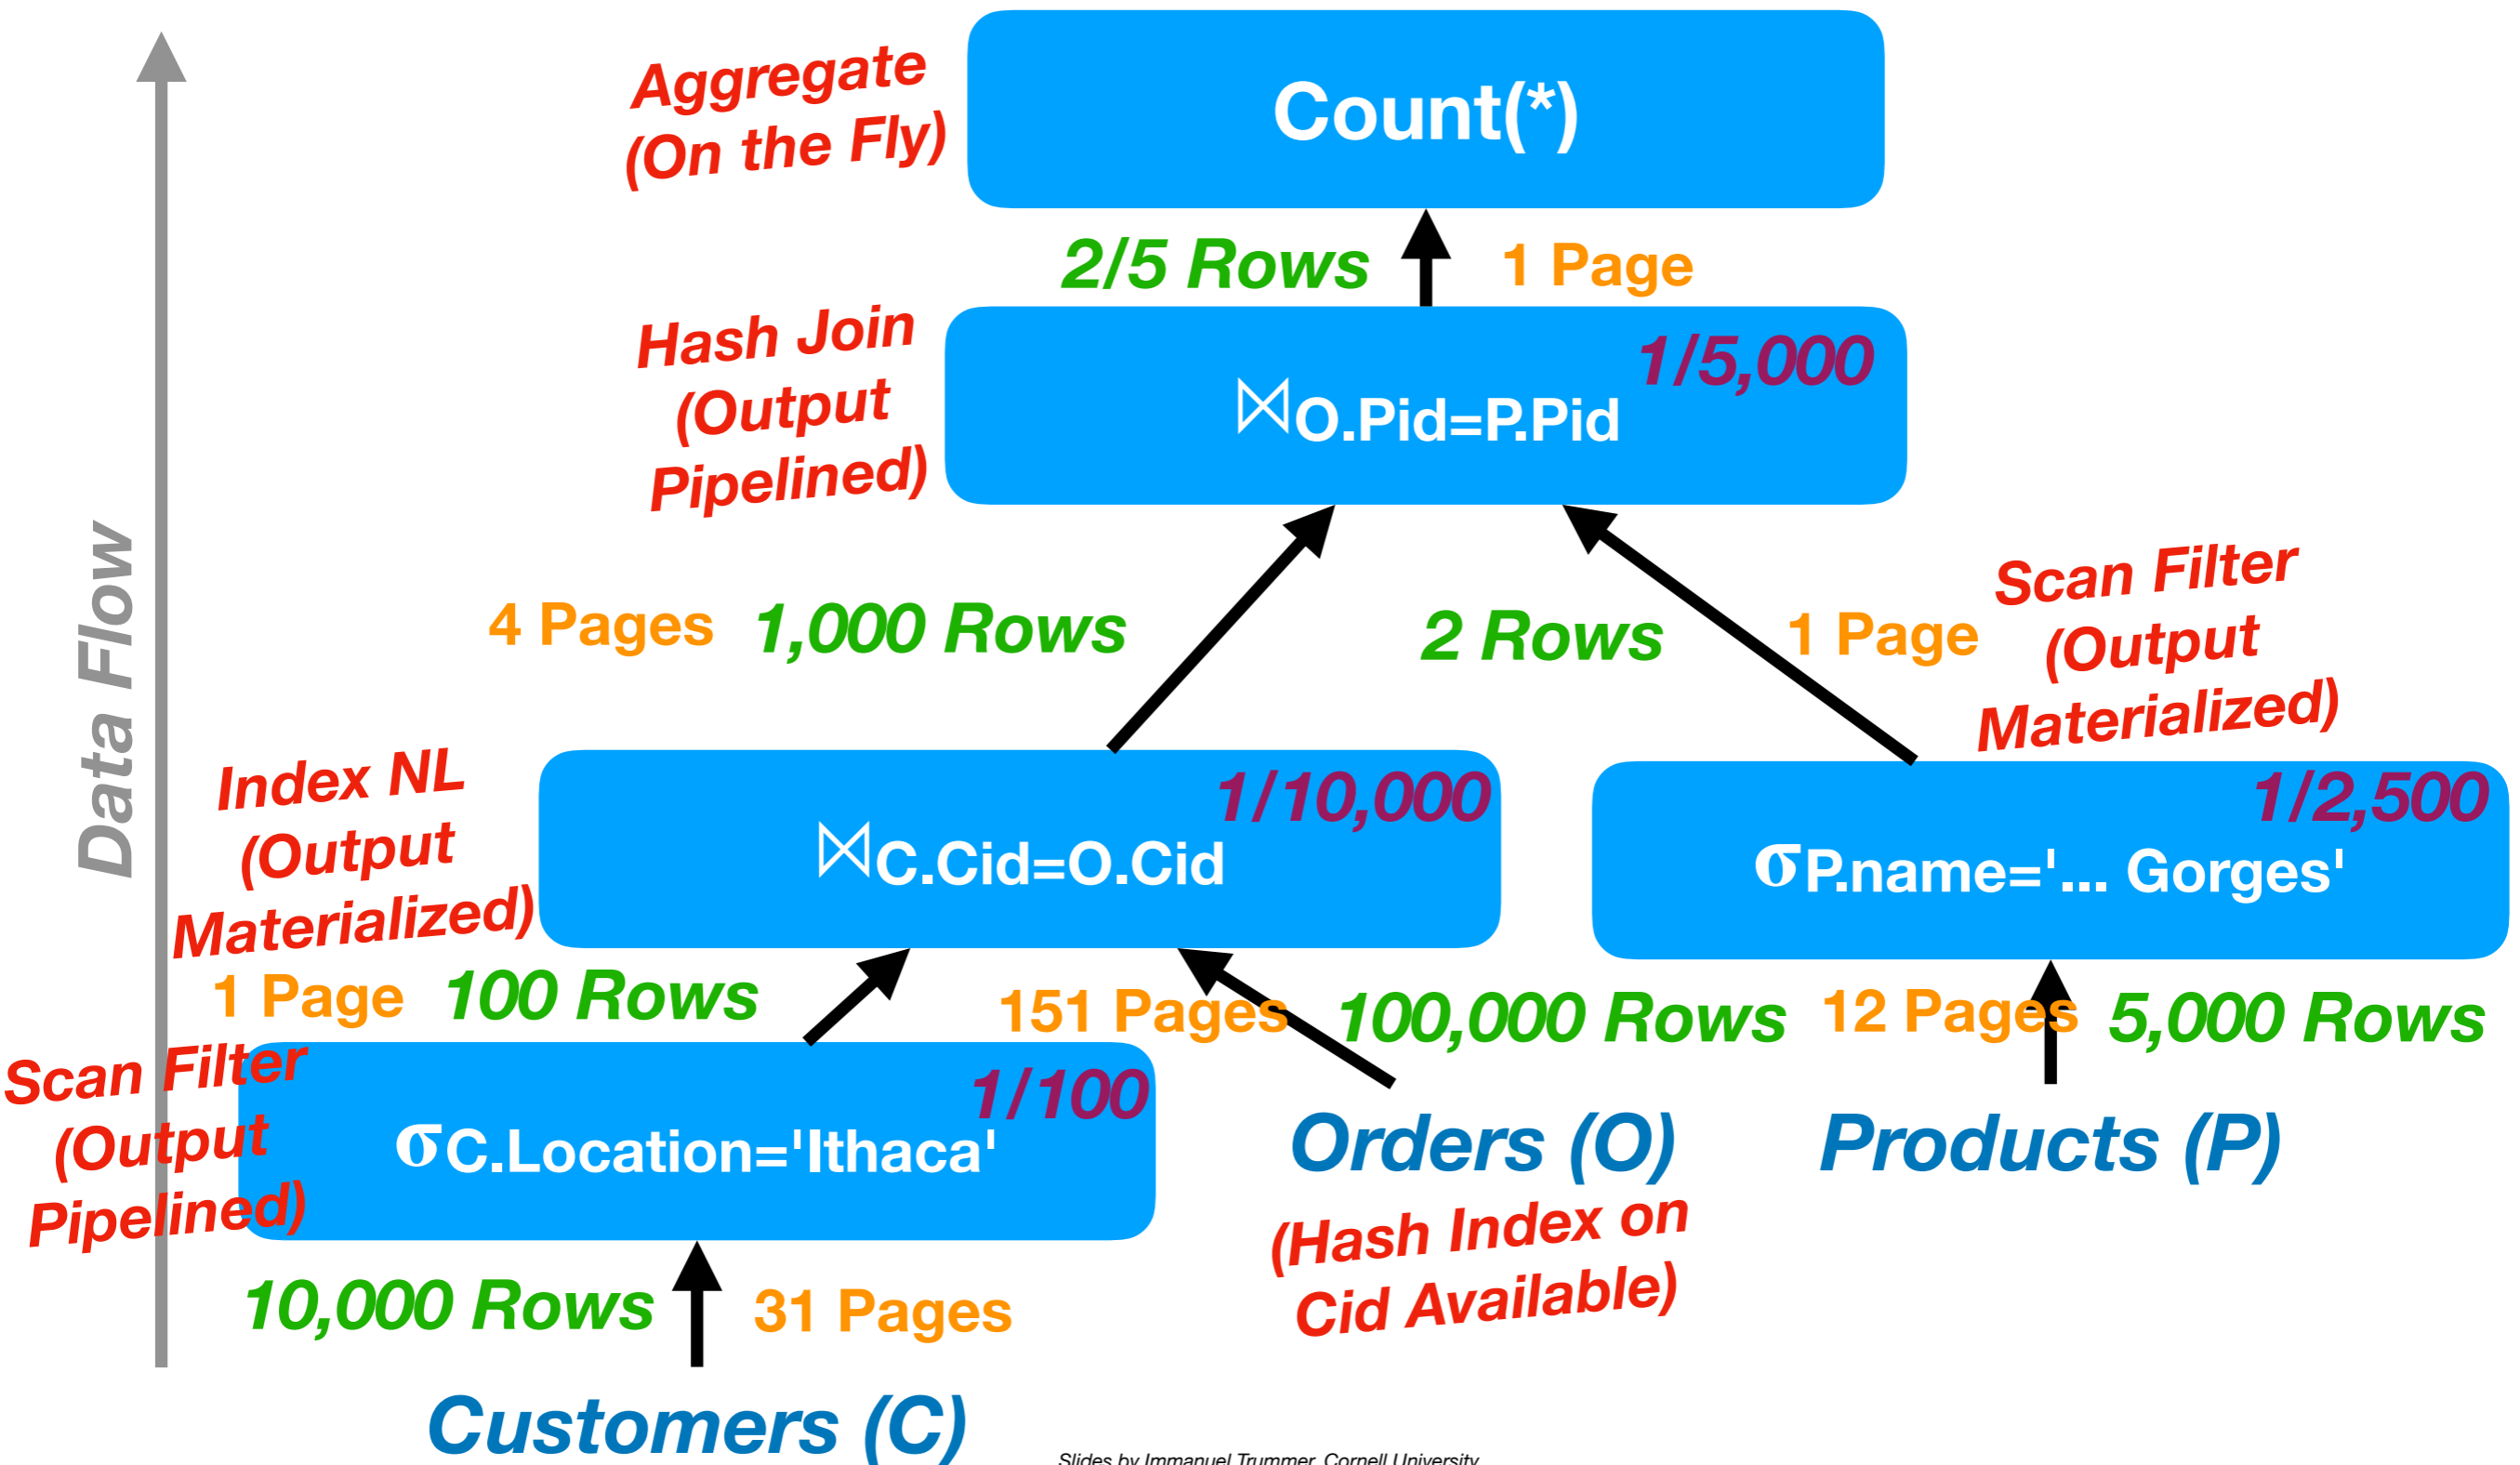 Aggregate
(On the Fly)
Count(*)
2/5 Rows
1 Page
Hash Join
(Output
Pipelined)
1/5,000
⋈O.Pid=P.Pid
Data Flow
4 Pages
1,000 Rows
2 Rows
1 Page
Scan Filter
(Output
Materialized)
Index NL
(Output
Materialized)
1/10,000
⋈C.Cid=O.Cid
1/2,500
σP.name='... Gorges'
1 Page
100 Rows
151 Pages
100,000 Rows
12 Pages
5,000 Rows
Scan Filter
(Output
Pipelined)
1/100
σC.Location='Ithaca'
Orders (O)
(Hash Index on
Cid Available)
Products (P)
10,000 Rows
31 Pages
Customers (C)
Slides by Immanuel Trummer, Cornell University